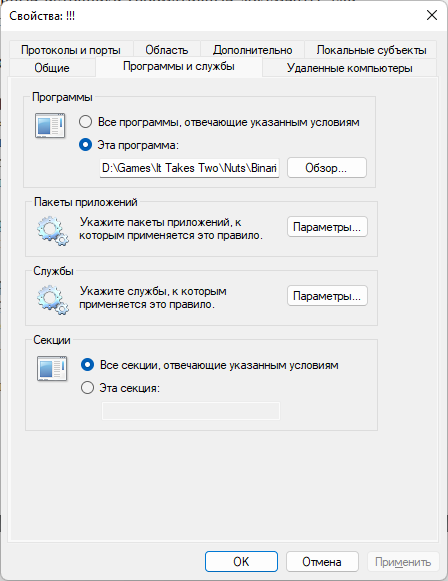 Свойства: !!!
Протоколы и порты
Область
Дополнительно
Локальные субъекты
Общие
Программы и службы
Удаленные компьютеры
Программы
Все программы, отвечающие указанным условиям
Эта программа:
D:\Games\It Takes Two\Nuts\Binari
Обзор...
Пакеты приложений
Укажите пакеты приложений, к
которым применяется это правило.
Параметры...
Службы
Укажите службы, к которым
применяется это правило.
Параметры...
Секции
Все секции, отвечающие указанным условиям
Эта секция:
OK
Отмена
Применить